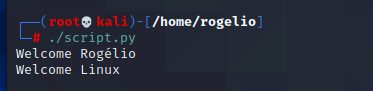 (root💀kali)-[/home/rogelio]
# ./script.py
Welcome Rogélio
Welcome Linux